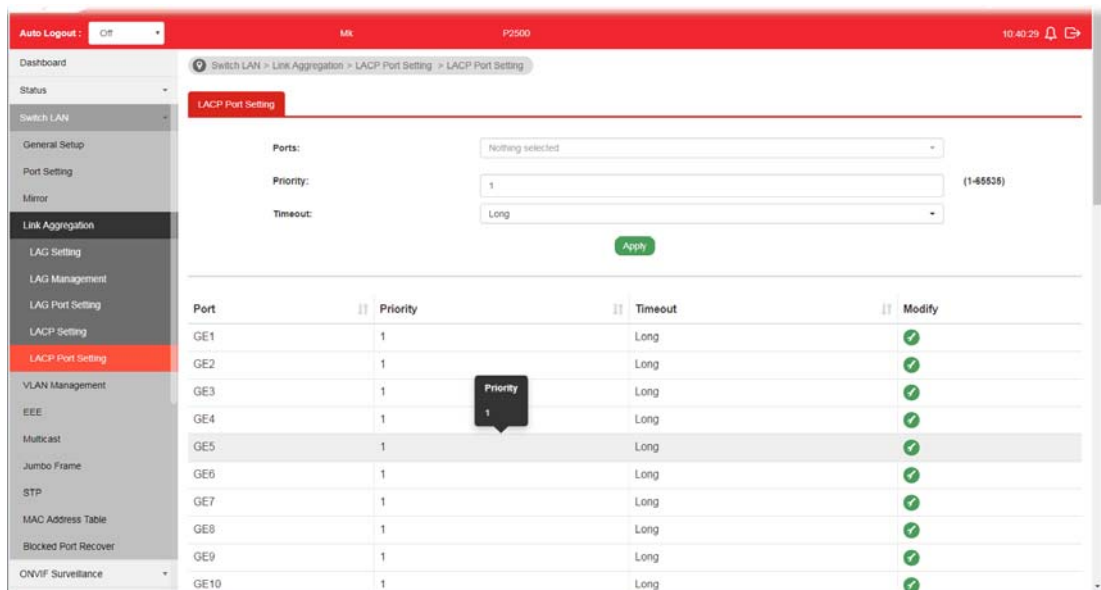 Auto Logout : Off Mk P2500 10:40:29
Dashboard
Switch LAN > Link Aggregation > LACP Port Setting > LACP Port Setting
Status
LACP Port Setting
Switch LAN
General Setup
Ports: Nothing selected
Port Setting
Priority: 1 (1-65535)
Mirror
Timeout: Long
Link Aggregation
Apply
LAG Setting
LAG Management
LAG Port Setting
LACP Setting
LACP Port Setting
VLAN Management
EEE
Multicast
Jumbo Frame
STP
MAC Address Table
Blocked Port Recover
ONVIF Surveillance
Port Priority Timeout Modify
GE1 1 Long
GE2 1 Long
GE3 1 Long
GE4 1 Long
GE5 1 Long
GE6 1 Long
GE7 1 Long
GE8 1 Long
GE9 1 Long
GE10 1 Long
Priority
1